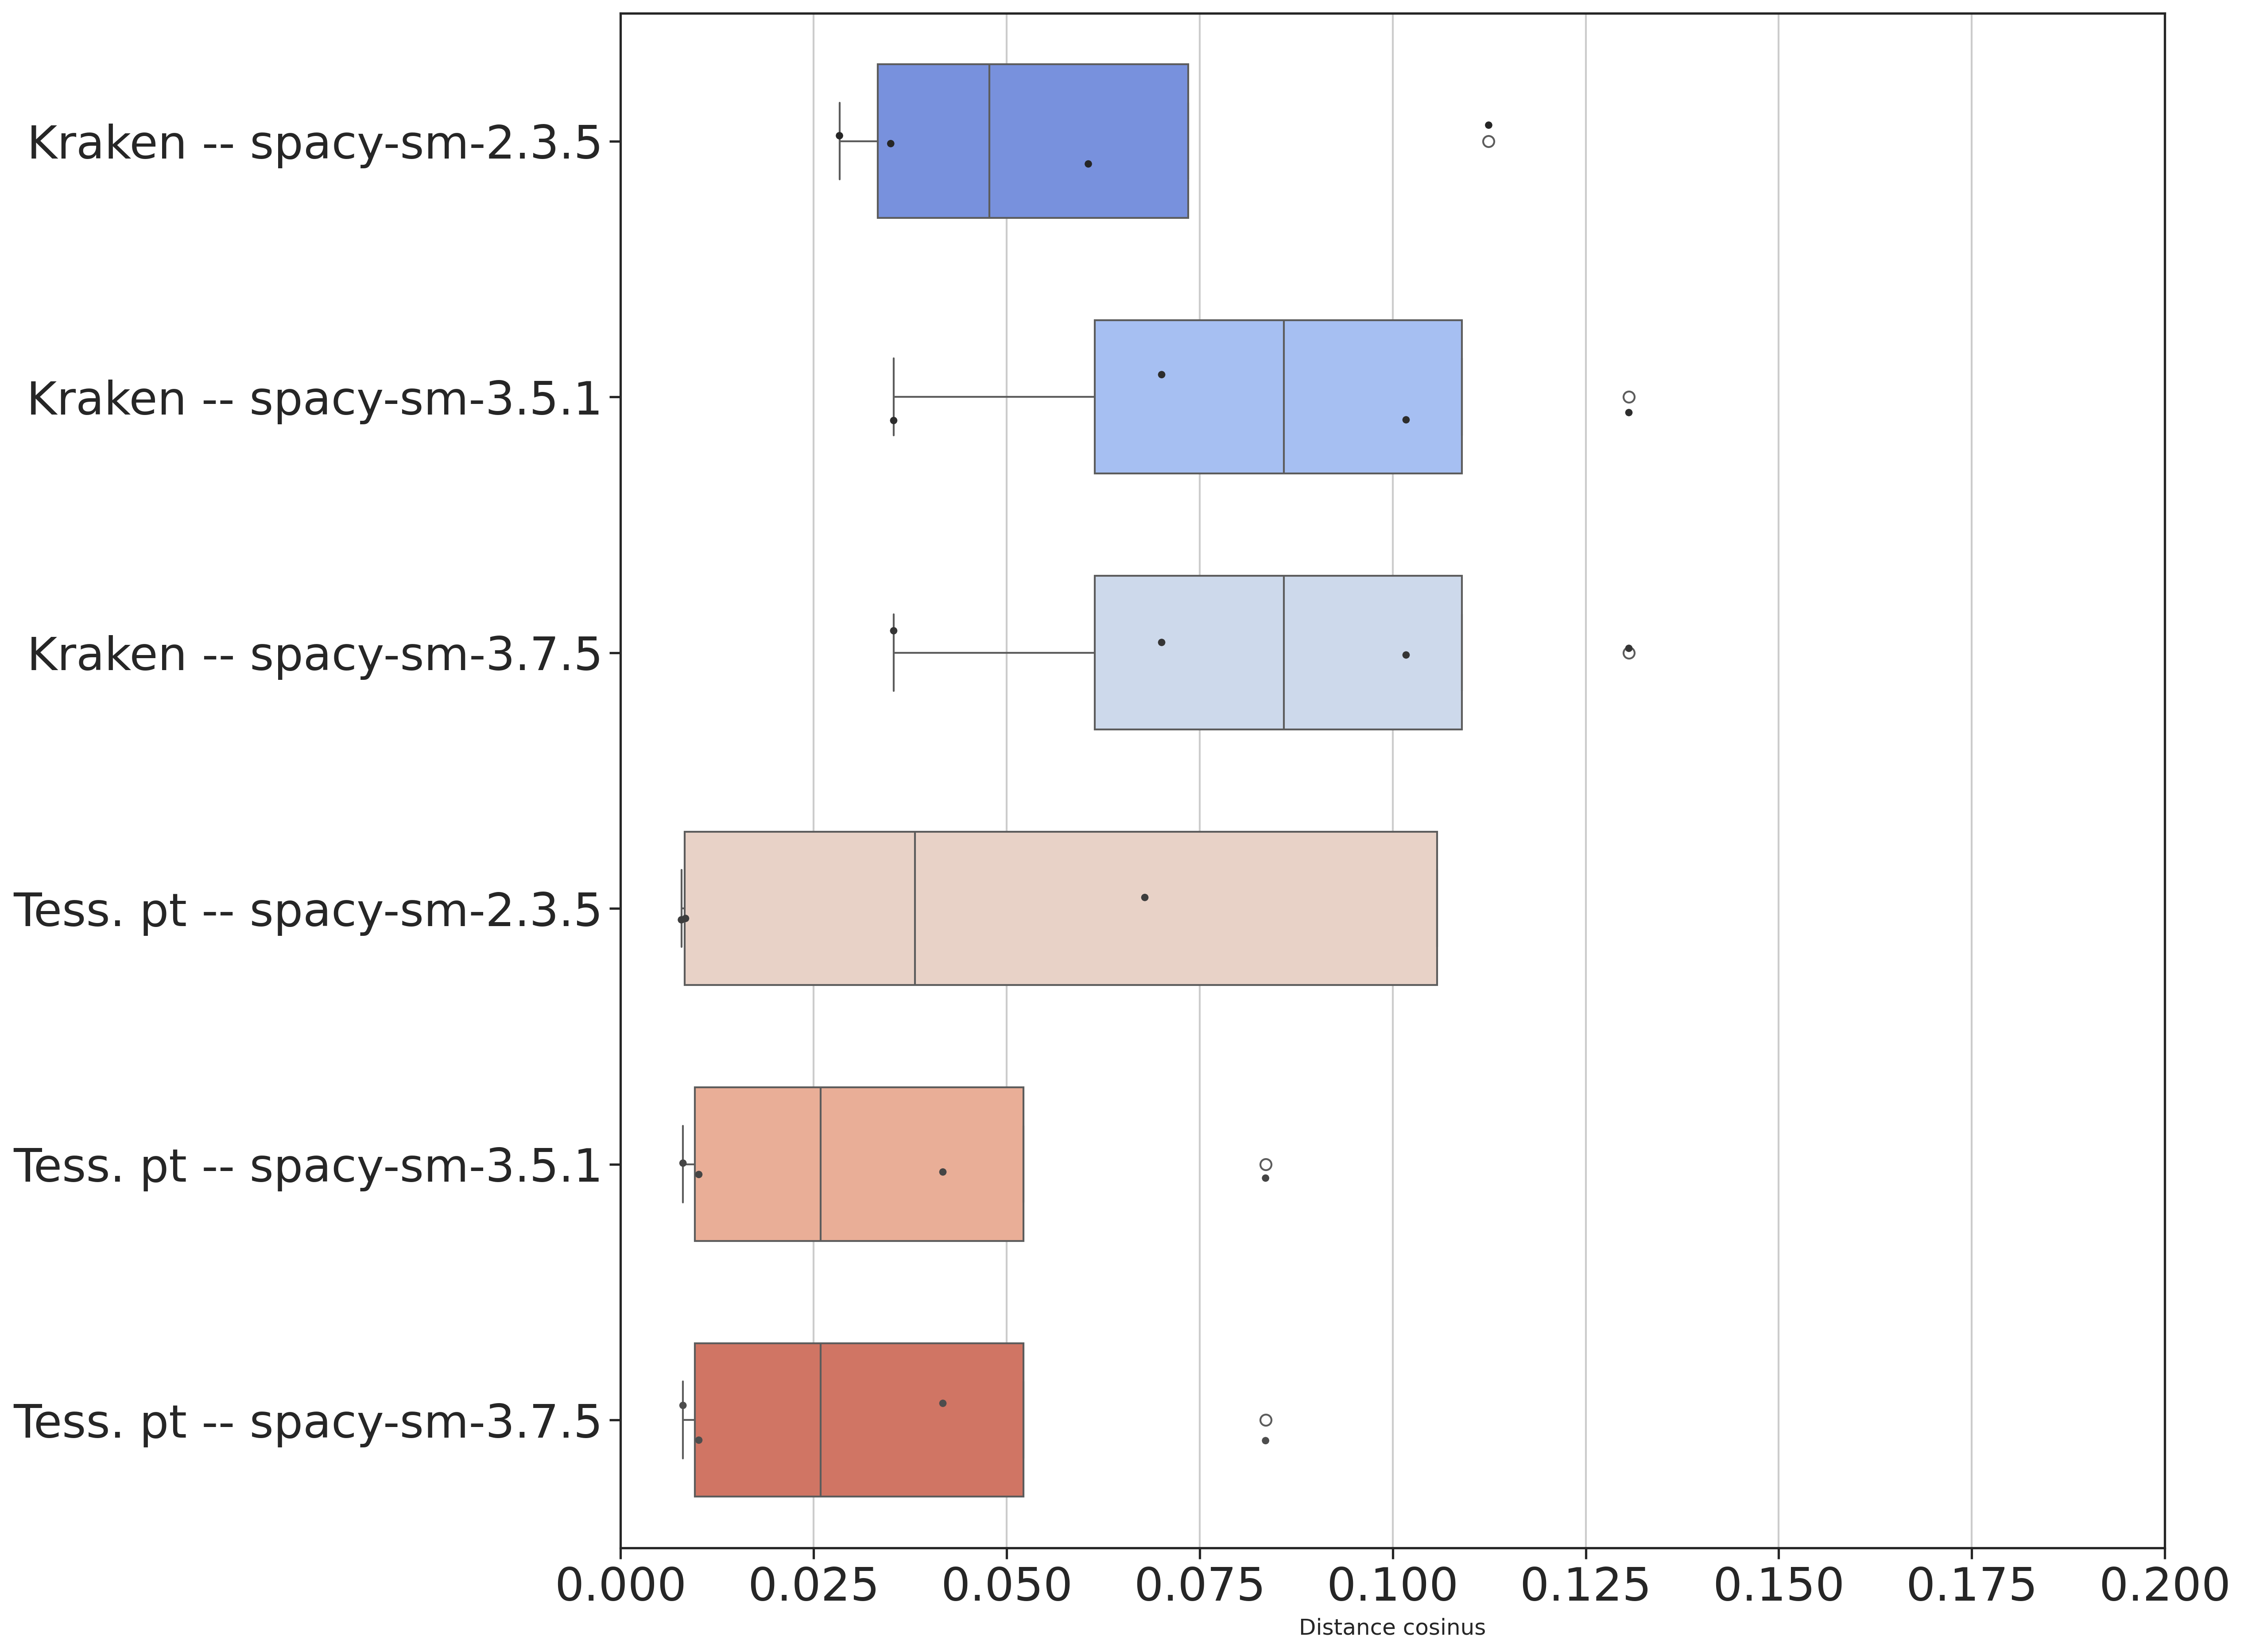 Kraken -- spacy-sm-2.3.5
Kraken -- spacy-sm-3.5.1
Kraken -- spacy-sm-3.7.5
Tess. pt -- spacy-sm-2.3.5
Tess. pt -- spacy-sm-3.5.1
Tess. pt -- spacy-sm-3.7.5
0.000 0.025 0.050 0.075 0.100 0.125 0.150 0.175 0.200
Distance cosinus